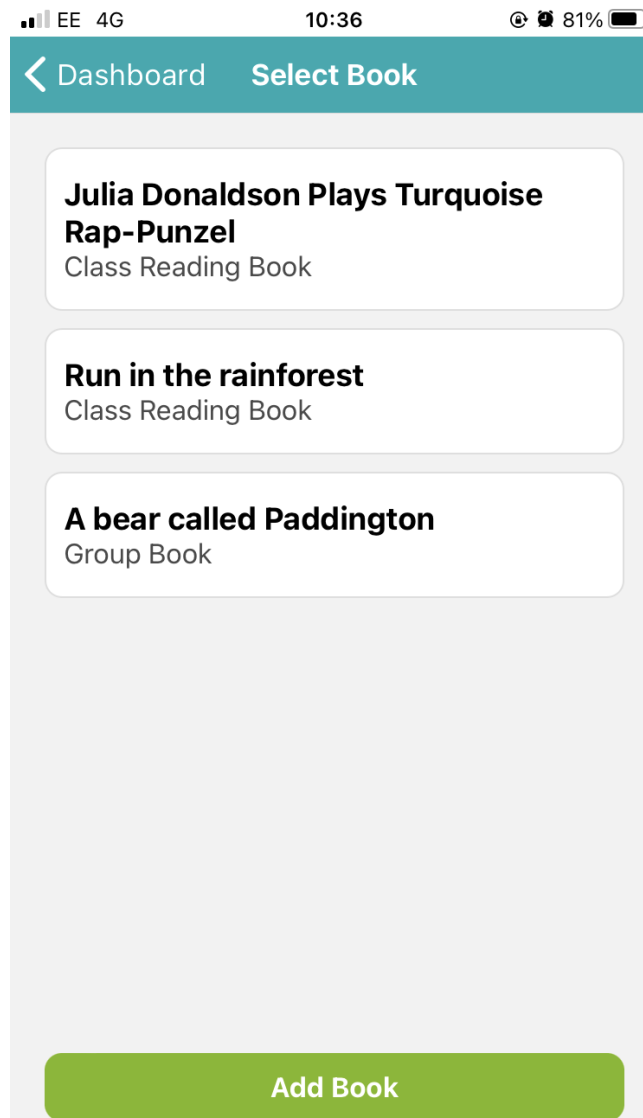 EE 4G 10:36 81%
Dashboard Select Book
Julia Donaldson Plays Turquoise
Rap-Punzel
Class Reading Book
Run in the rainforest
Class Reading Book
A bear called Paddington
Group Book
Add Book